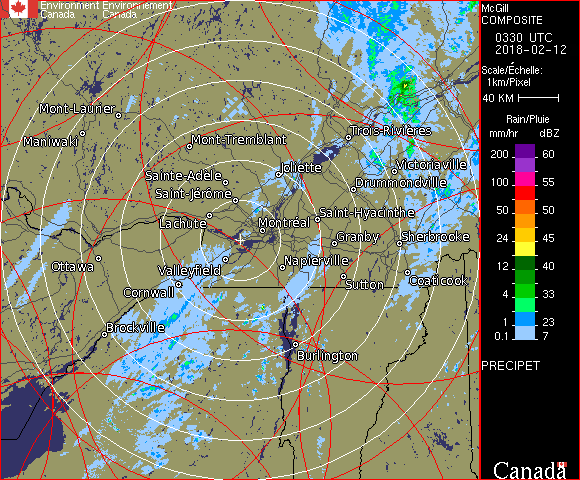 Environment Environnement
Canada Canada
McGill
COMPOSITE
0330 UTC
2018-02-12
Scale/Échelle:
1km/Pixel
40 KM
Rain/Pluie
mm/hr dBZ
200 60
100 55
50 50
24 45
12 40
4 33
1 23
0.1 7
PRECIPET
Canada
Mont-Laurier
Maniwaki
Mont-Tremblant
Trois-Rivières
Sainte-Adèle
Joliette
Victoriaville
Saint-Jérôme
Drummondville
Lachute
Montréal
Saint-Hyacinthe
Granby
Sherbrooke
Ottawa
Valleyfield
Napierville
Cornwall
Sutton
Coaticook
Brockville
Burlington